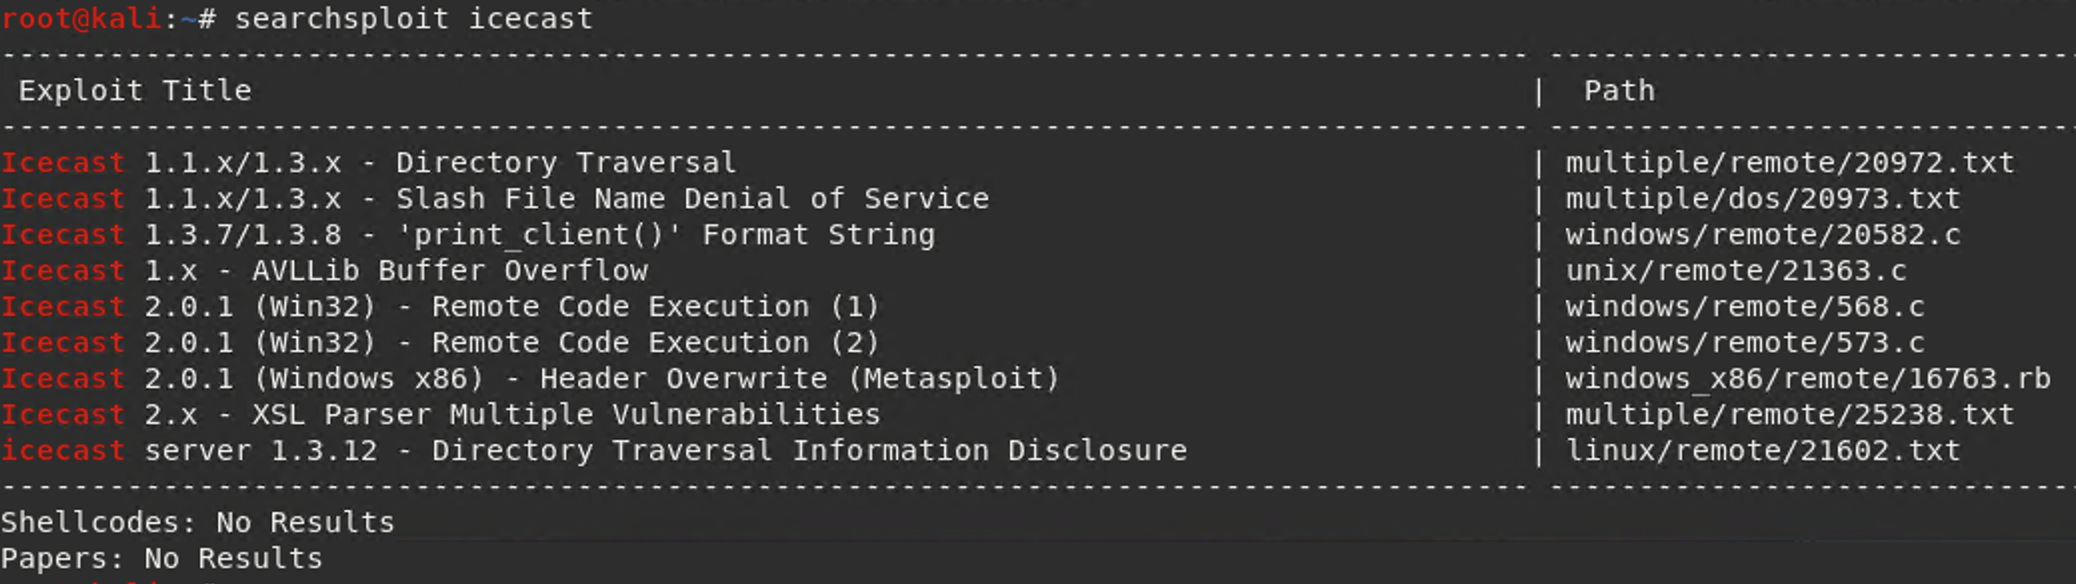 root@kali:~# searchsploit icecast
--------------------------------------------------------------------------------------- ------------------------------
Exploit Title | Path
--------------------------------------------------------------------------------------- ------------------------------
Icecast 1.1.x/1.3.x - Directory Traversal | multiple/remote/20972.txt
Icecast 1.1.x/1.3.x - Slash File Name Denial of Service | multiple/dos/20973.txt
Icecast 1.3.7/1.3.8 - 'print_client()' Format String | windows/remote/20582.c
Icecast 1.x - AVLLib Buffer Overflow | unix/remote/21363.c
Icecast 2.0.1 (Win32) - Remote Code Execution (1) | windows/remote/568.c
Icecast 2.0.1 (Win32) - Remote Code Execution (2) | windows/remote/573.c
Icecast 2.0.1 (Windows x86) - Header Overwrite (Metasploit) | windows_x86/remote/16763.rb
Icecast 2.x - XSL Parser Multiple Vulnerabilities | multiple/remote/25238.txt
icecast server 1.3.12 - Directory Traversal Information Disclosure | linux/remote/21602.txt
--------------------------------------------------------------------------------------- ------------------------------
Shellcodes: No Results
Papers: No Results